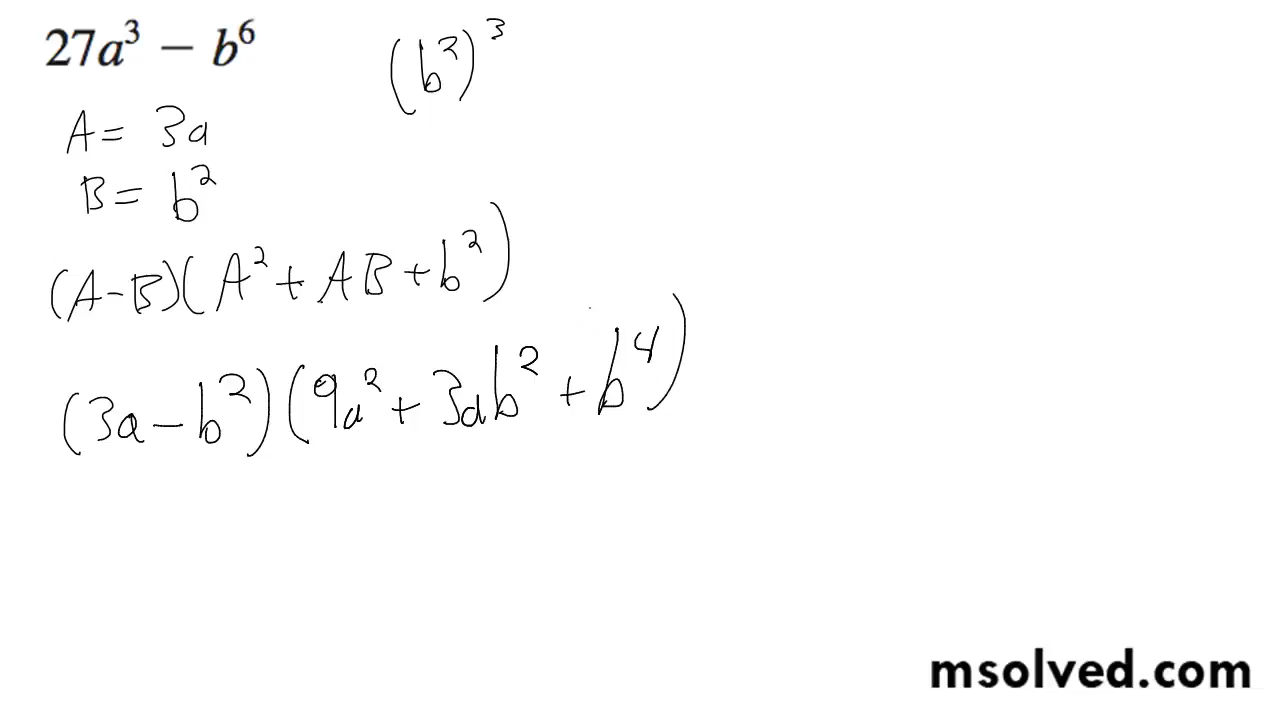 27a³ − b⁶
(b²)³
A = 3a
B = b²
(A-B)(A² + AB + b²)
(3a - b²)(9a² + 3ab² + b⁴)
msolved.com